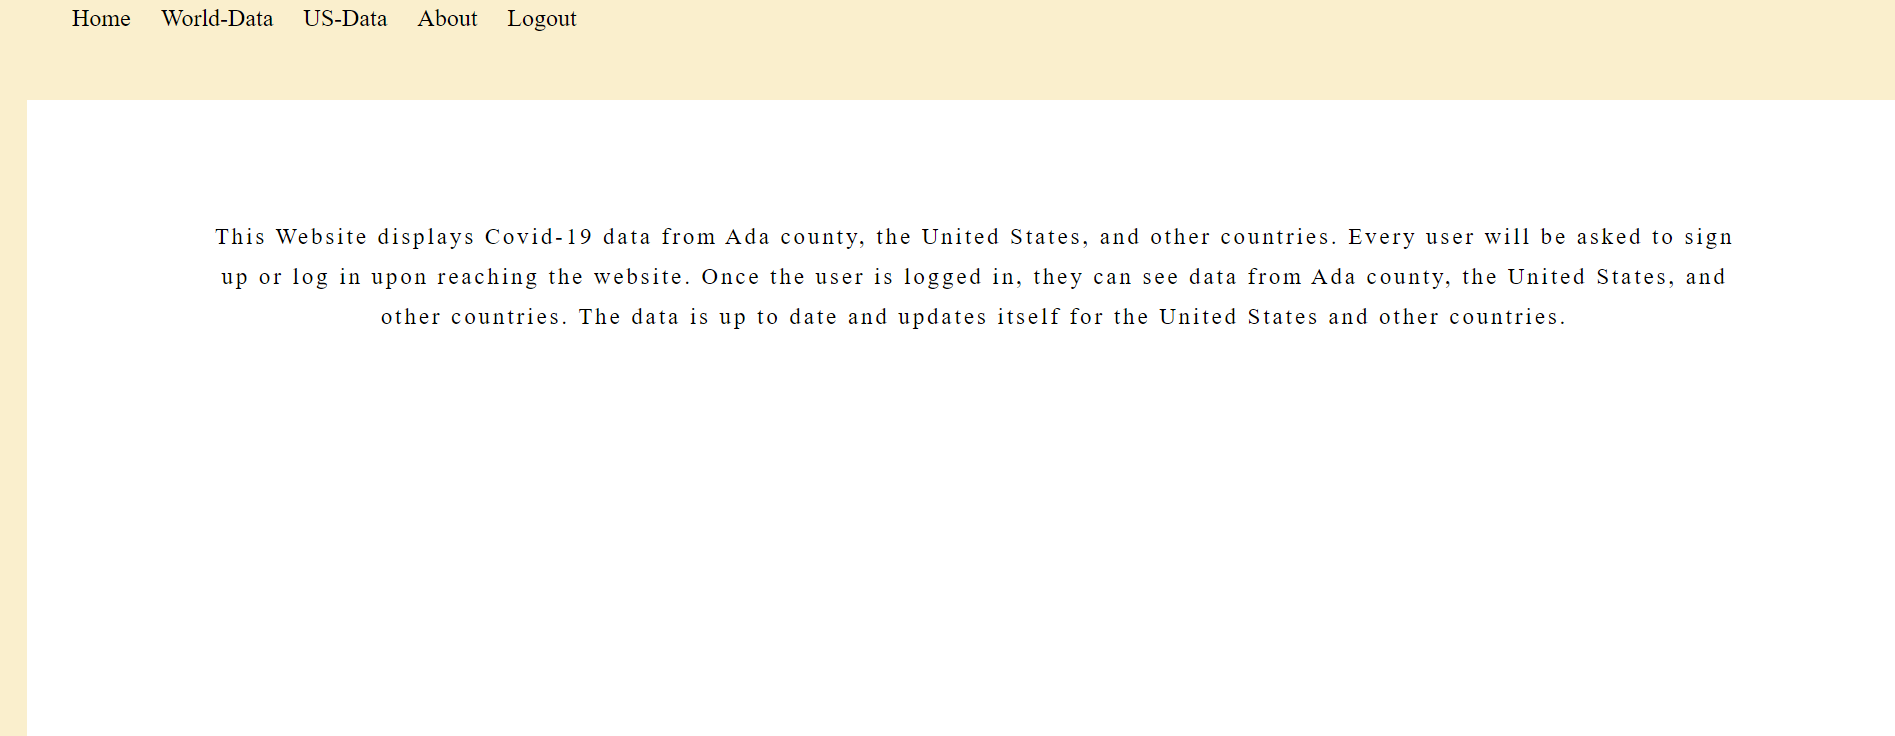 Home World-Data US-Data About Logout
This Website displays Covid-19 data from Ada county, the United States, and other countries. Every user will be asked to sign
up or log in upon reaching the website. Once the user is logged in, they can see data from Ada county, the United States, and
other countries. The data is up to date and updates itself for the United States and other countries.